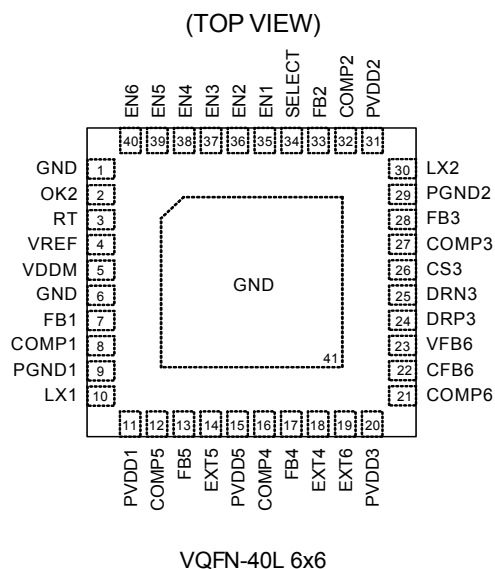 (TOP VIEW)
EN6 EN5 EN4 EN3 EN2 EN1 SELECT FB2 COMP2 PVDD2
40 39 38 37 36 35 34 33 32 31
GND 1 30 LX2
OK2 2 29 PGND2
RT 3 28 FB3
VREF 4 27 COMP3
VDDM 5 26 CS3
GND 6 GND 25 DRN3
FB1 7 24 DRP3
COMP1 8 23 VFB6
PGND1 9 41 22 CFB6
LX1 10 21 COMP6
11 12 13 14 15 16 17 18 19 20
PVDD1 COMP5 FB5 EXT5 PVDD5 COMP4 FB4 EXT4 EXT6 PVDD3
VQFN-40L 6x6